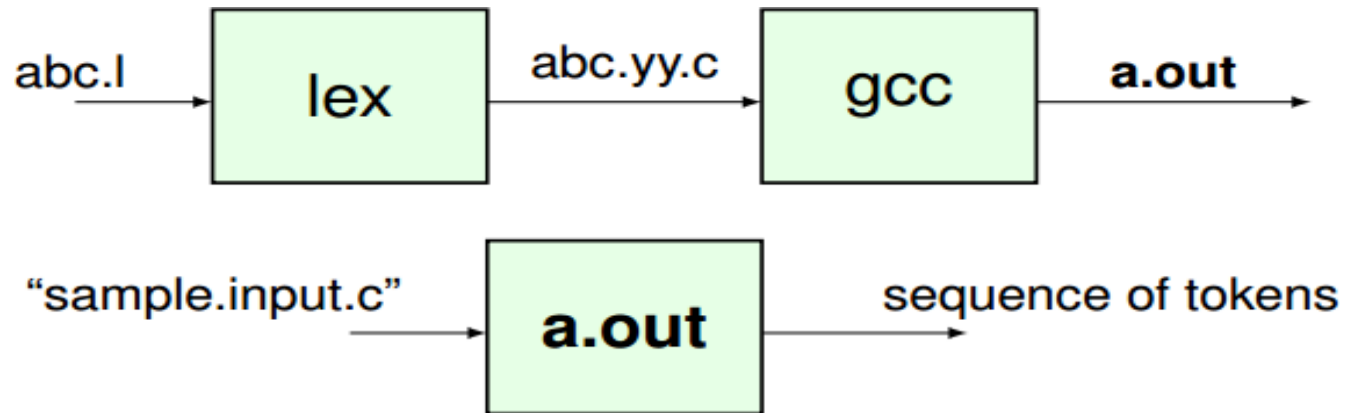 abc.l
lex
abc.yy.c
gcc
a.out
“sample.input.c”
a.out
sequence of tokens